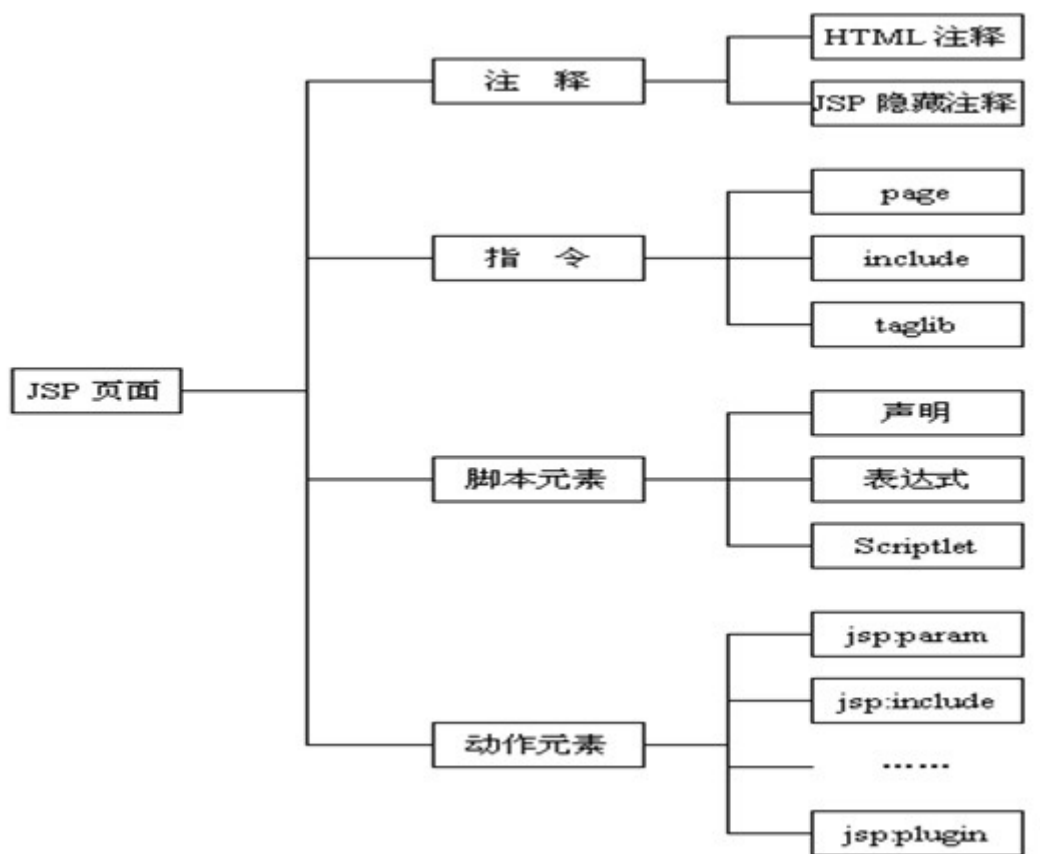 JSP 页面
注 释
HTML 注释
JSP 隐藏注释
指 令
page
include
taglib
脚本元素
声明
表达式
Scriptlet
动作元素
jsp:param
jsp:include
……
jsp:plugin